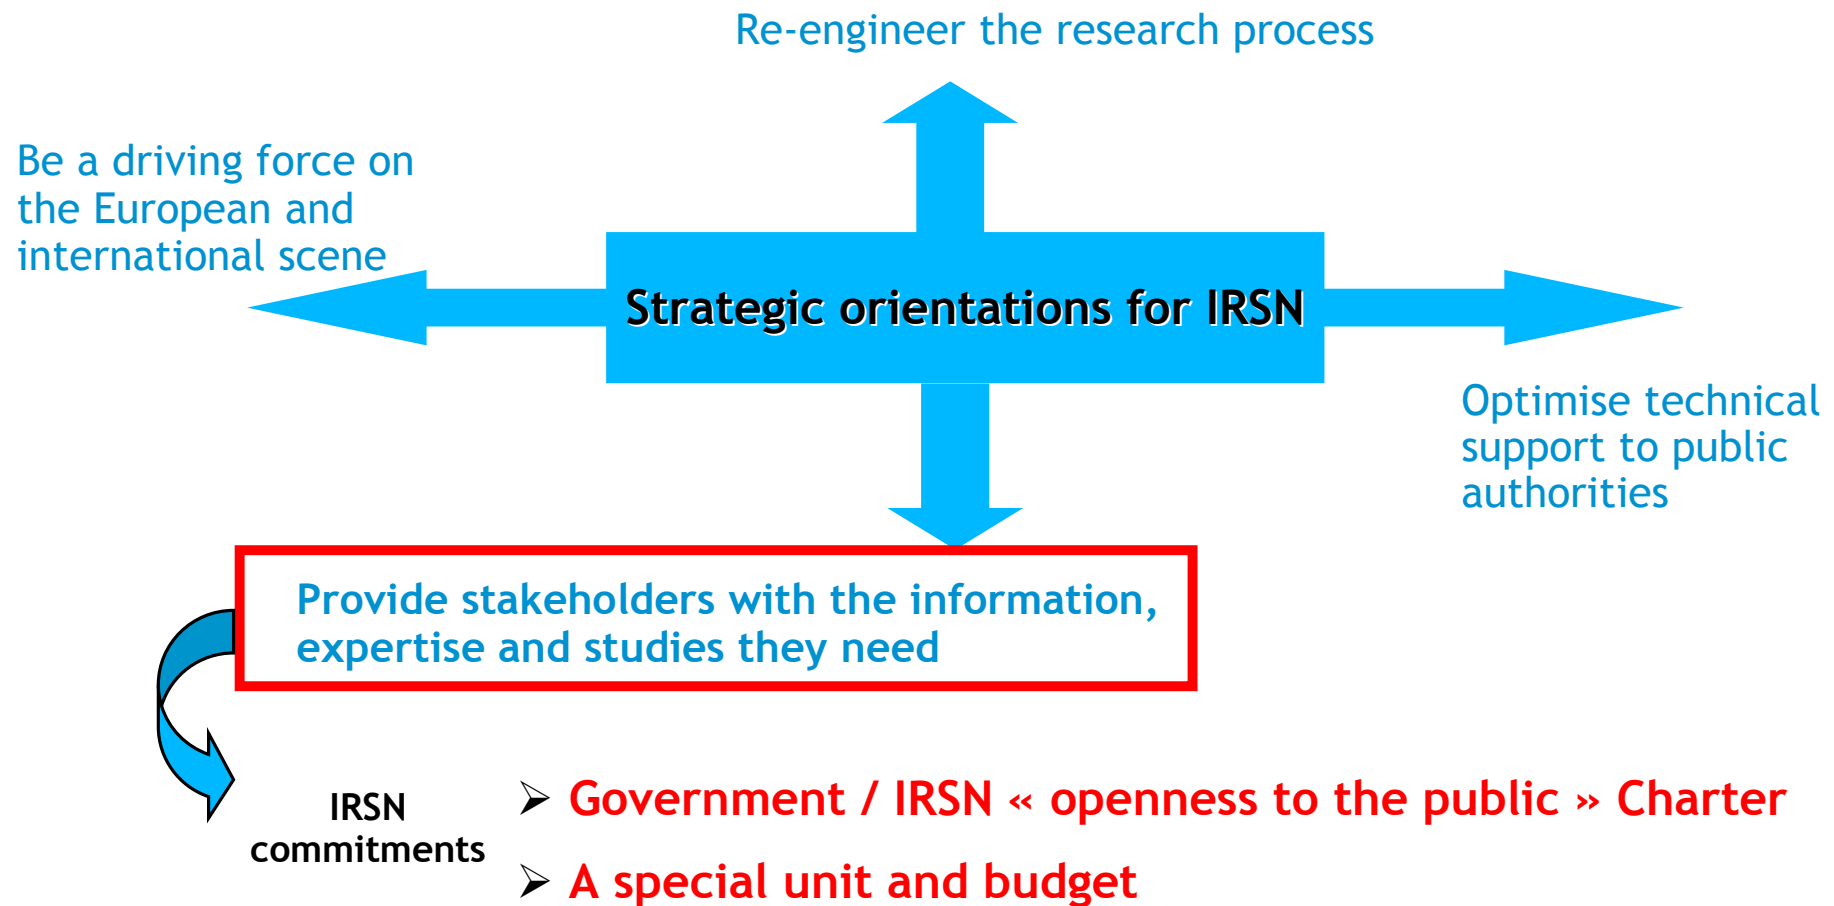 Re-engineer the research process
Be a driving force on
the European and
international scene
Strategic orientations for IRSN
Optimise technical
support to public
authorities
Provide stakeholders with the information,
expertise and studies they need
IRSN
commitments
➢ Government / IRSN « openness to the public » Charter
➢ A special unit and budget